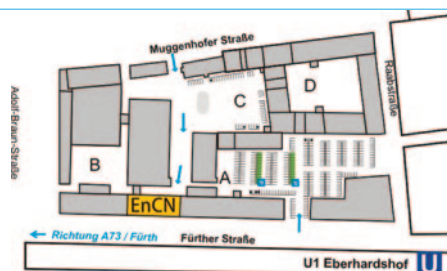 Muggenhofer Straße
Adolf-Braun-Straße
Raabstraße
D
C
B
A
EnCN
Richtung A73 / Fürth
Fürther Straße
U1 Eberhardshof
U